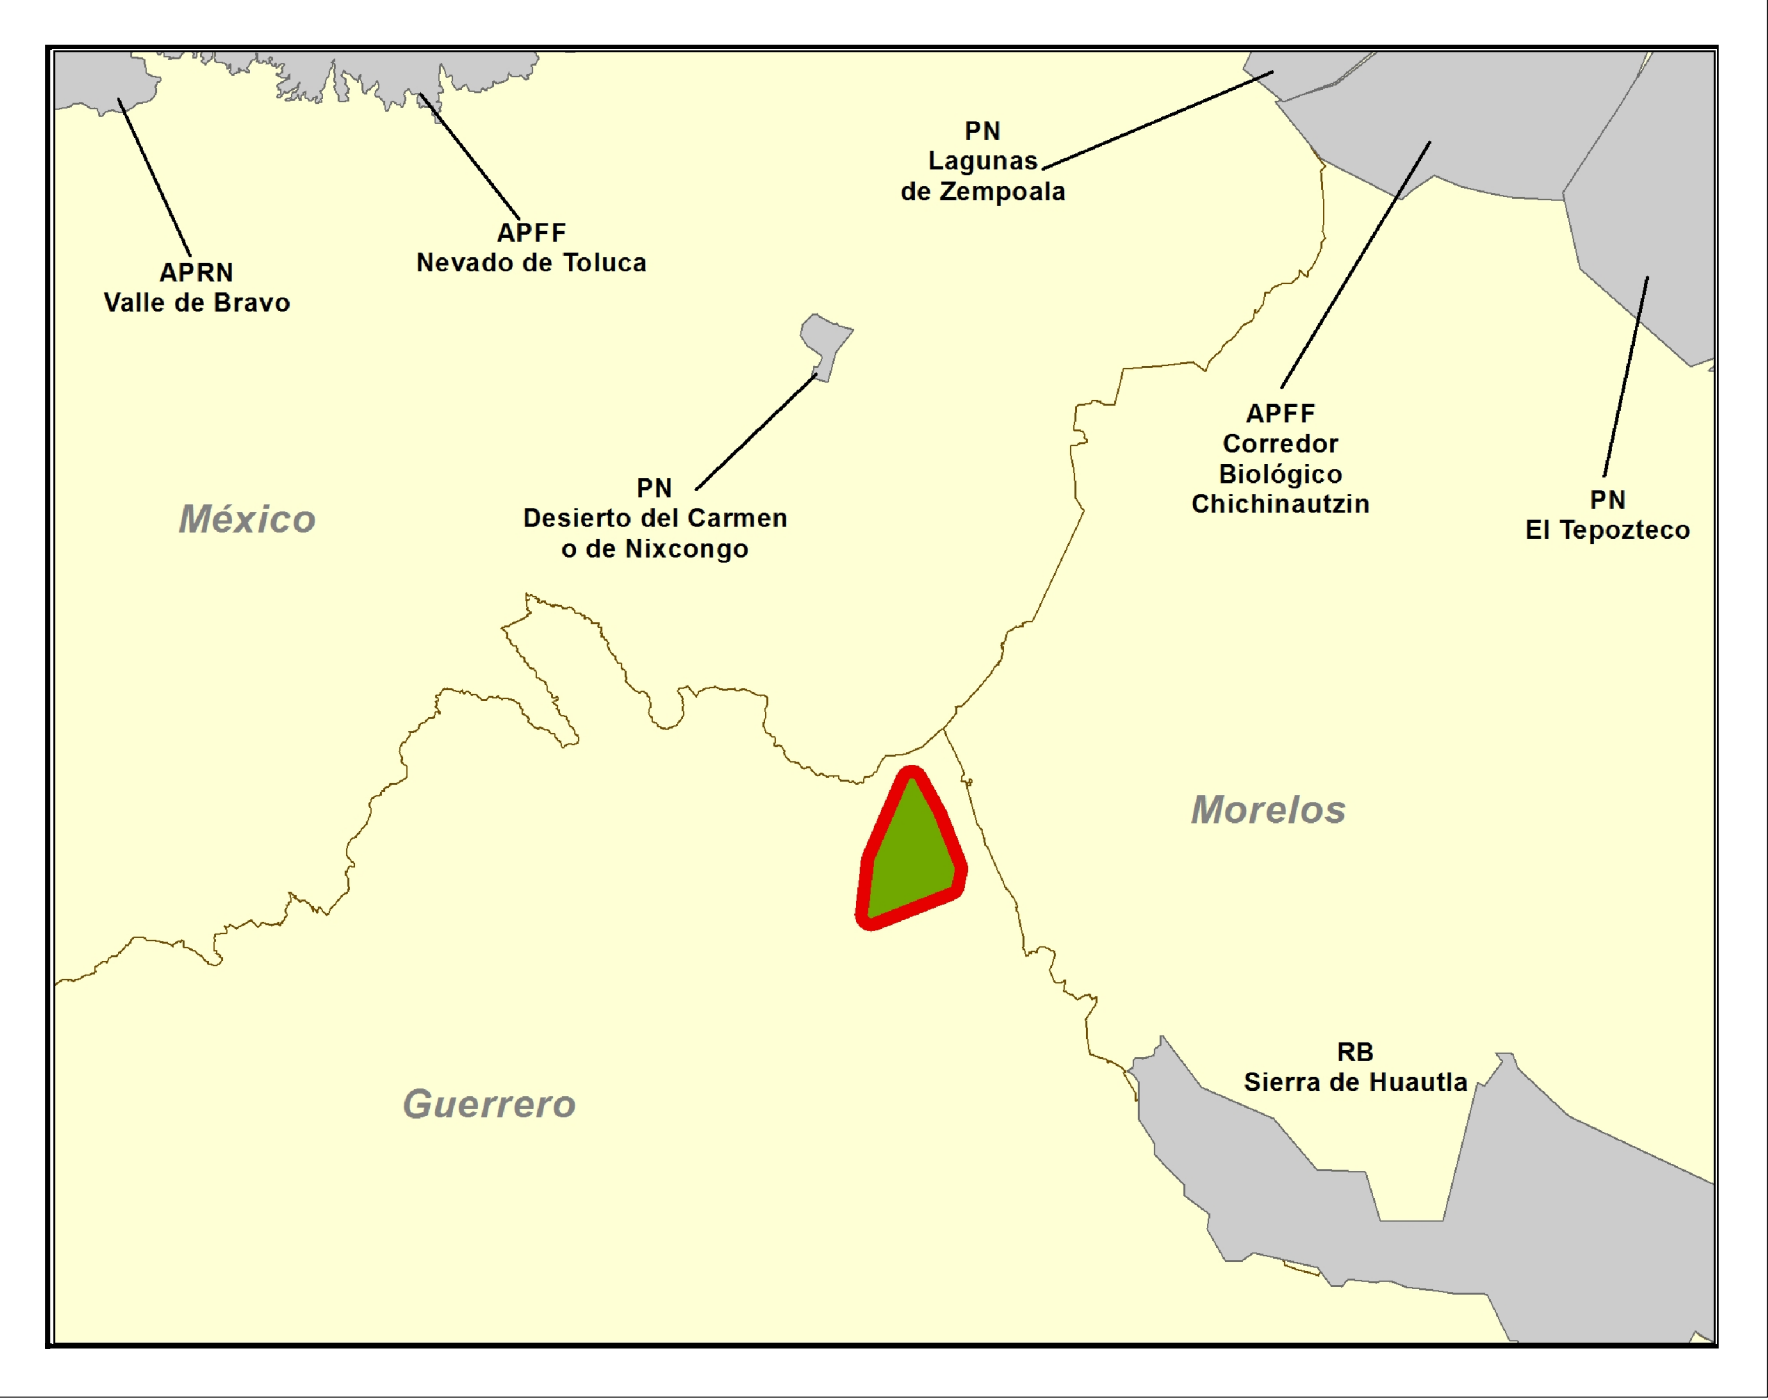 PN
Lagunas
de Zempoala
APFF
Nevado de Toluca
APRN
Valle de Bravo
APFF
Corredor
Biológico
Chichinautzin
PN
Desierto del Carmen
o de Nixcongo
PN
El Tepozteco
México
Morelos
RB
Sierra de Huautla
Guerrero